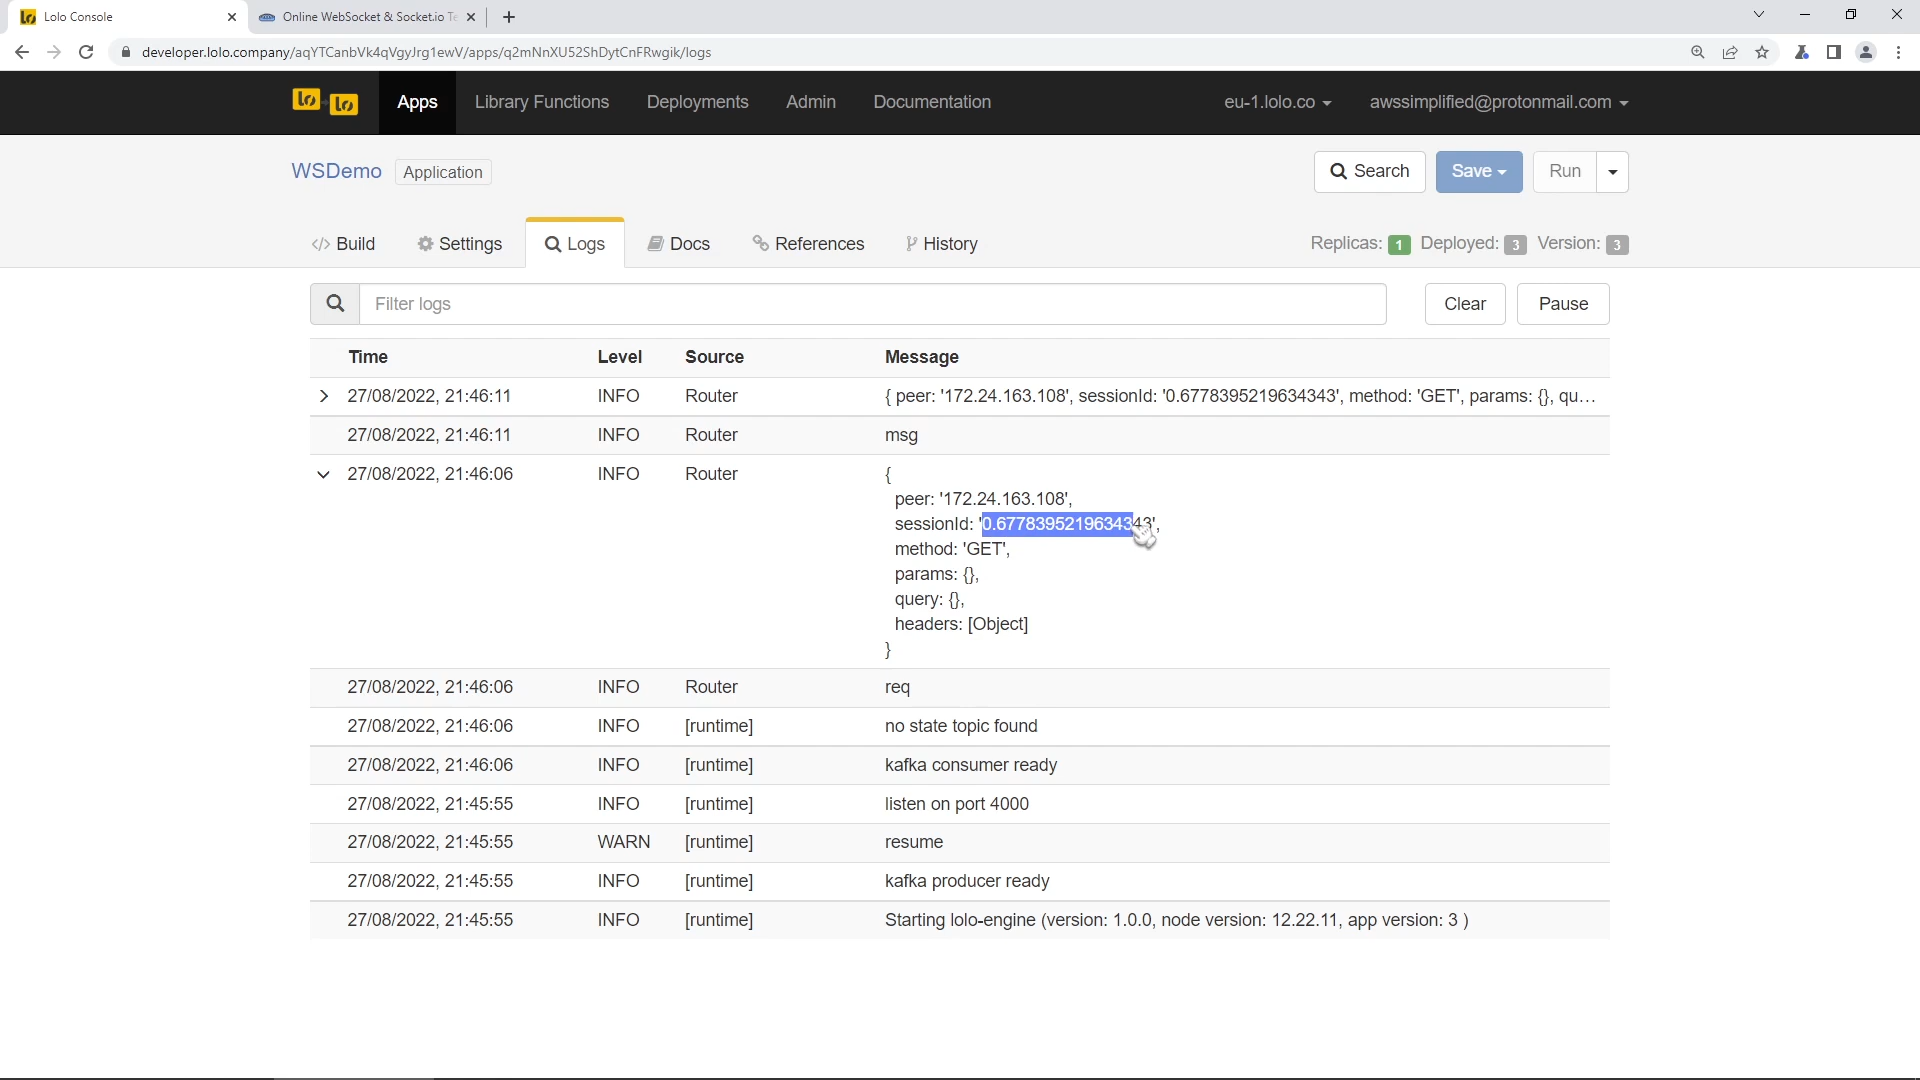 Lolo Console
Online WebSocket & Socket.io Te
developer.lolo.company/aqYTCanbVk4qVgyJrg1ewV/apps/q2mNnXU52ShDytCnFRwgik/logs
lo lo
Apps
Library Functions
Deployments
Admin
Documentation
eu-1.lolo.co
awssimplified@protonmail.com
WSDemo
Application
Search
Save
Run
</> Build
Settings
Logs
Docs
References
History
Replicas: 1 Deployed: 3 Version: 3
Filter logs
Clear
Pause
Time Level Source Message
27/08/2022, 21:46:11 INFO Router { peer: '172.24.163.108', sessionId: '0.6778395219634343', method: 'GET', params: {}, qu...
27/08/2022, 21:46:11 INFO Router msg
27/08/2022, 21:46:06 INFO Router {
peer: '172.24.163.108',
sessionId: '0.6778395219634343',
method: 'GET',
params: {},
query: {},
headers: [Object]
}
27/08/2022, 21:46:06 INFO Router req
27/08/2022, 21:46:06 INFO [runtime] no state topic found
27/08/2022, 21:46:06 INFO [runtime] kafka consumer ready
27/08/2022, 21:45:55 INFO [runtime] listen on port 4000
27/08/2022, 21:45:55 WARN [runtime] resume
27/08/2022, 21:45:55 INFO [runtime] kafka producer ready
27/08/2022, 21:45:55 INFO [runtime] Starting lolo-engine (version: 1.0.0, node version: 12.22.11, app version: 3 )